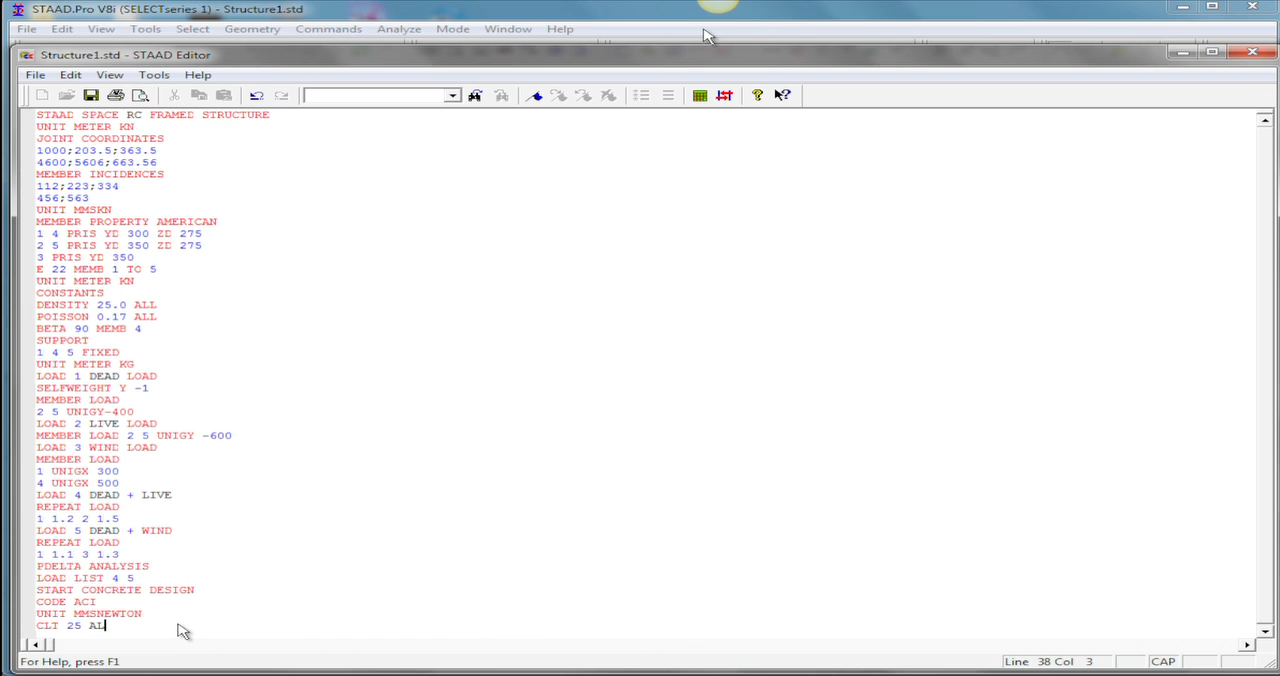 STAAD.Pro V8i (SELECTseries 1) - Structure1.std
File Edit View Tools Select Geometry Commands Analyze Mode Window Help
Structure1.std - STAAD Editor
File Edit View Tools Help
STAAD SPACE RC FRAMED STRUCTURE
UNIT METER KN
JOINT COORDINATES
1000;203.5;363.5
4600;5606;663.56
MEMBER INCIDENCES
112;223;334
456;563
UNIT MMSKN
MEMBER PROPERTY AMERICAN
1 4 PRIS YD 300 ZD 275
2 5 PRIS YD 350 ZD 275
3 PRIS YD 350
E 22 MEMB 1 TO 5
UNIT METER KN
CONSTANTS
DENSITY 25.0 ALL
POISSON 0.17 ALL
BETA 90 MEMB 4
SUPPORT
1 4 5 FIXED
UNIT METER KG
LOAD 1 DEAD LOAD
SELFWEIGHT Y -1
MEMBER LOAD
2 5 UNIGY-400
LOAD 2 LIVE LOAD
MEMBER LOAD 2 5 UNIGY -600
LOAD 3 WIND LOAD
MEMBER LOAD
1 UNIGX 300
4 UNIGX 500
LOAD 4 DEAD + LIVE
REPEAT LOAD
1 1.2 2 1.5
LOAD 5 DEAD + WIND
REPEAT LOAD
1 1.1 3 1.3
PDELTA ANALYSIS
LOAD LIST 4 5
START CONCRETE DESIGN
CODE ACI
UNIT MMSNEWTON
CLT 25 AL
For Help, press F1 Line 38 Col 3 CAP